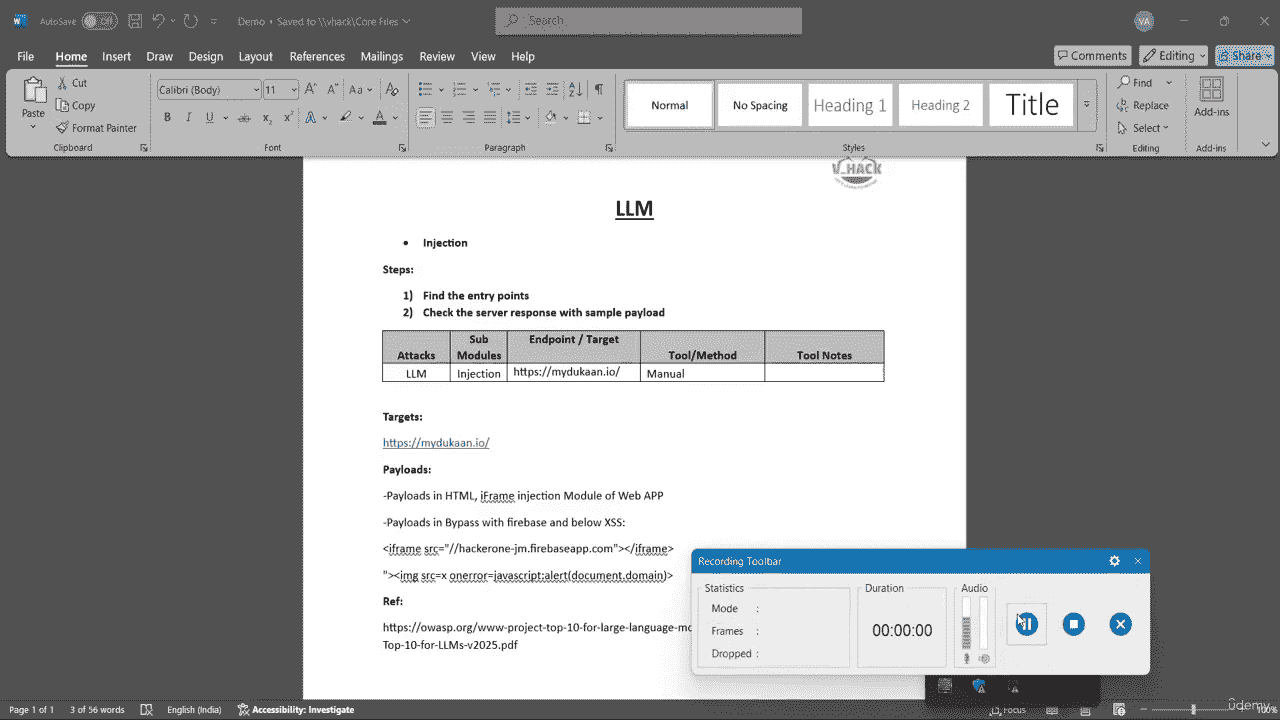 AutoSave Off Demo • Saved to \vhack\Core Files Search VA
File Home Insert Draw Design Layout References Mailings Review View Help Comments Editing Share
Paste Cut Copy Format Painter Clipboard
Calibri (Body) 11 Font
Paragraph
Normal No Spacing Heading 1 Heading 2 Title Styles
Find Replace Select Editing
Add-ins Add-ins
V_HACK
LLM
• Injection
Steps:
1) Find the entry points
2) Check the server response with sample payload
Attacks Sub Modules Endpoint / Target Tool/Method Tool Notes
LLM Injection https://mydukaan.io/ Manual
Targets:
https://mydukaan.io/
Payloads:
-Payloads in HTML, iFrame injection Module of Web APP
-Payloads in Bypass with firebase and below XSS:
<iframe src="//hackerone-jm.firebaseapp.com"></iframe>
"><img src=x onerror=javascript:alert(document.domain)>
Ref:
https://owasp.org/www-project-top-10-for-large-language-mo
Top-10-for-LLMs-v2025.pdf
Recording Toolbar
Statistics Duration Audio
Mode :
Frames : 00:00:00
Dropped :
Page 1 of 1 3 of 56 words English (India) Accessibility: Investigate Focus 100%
Udemy